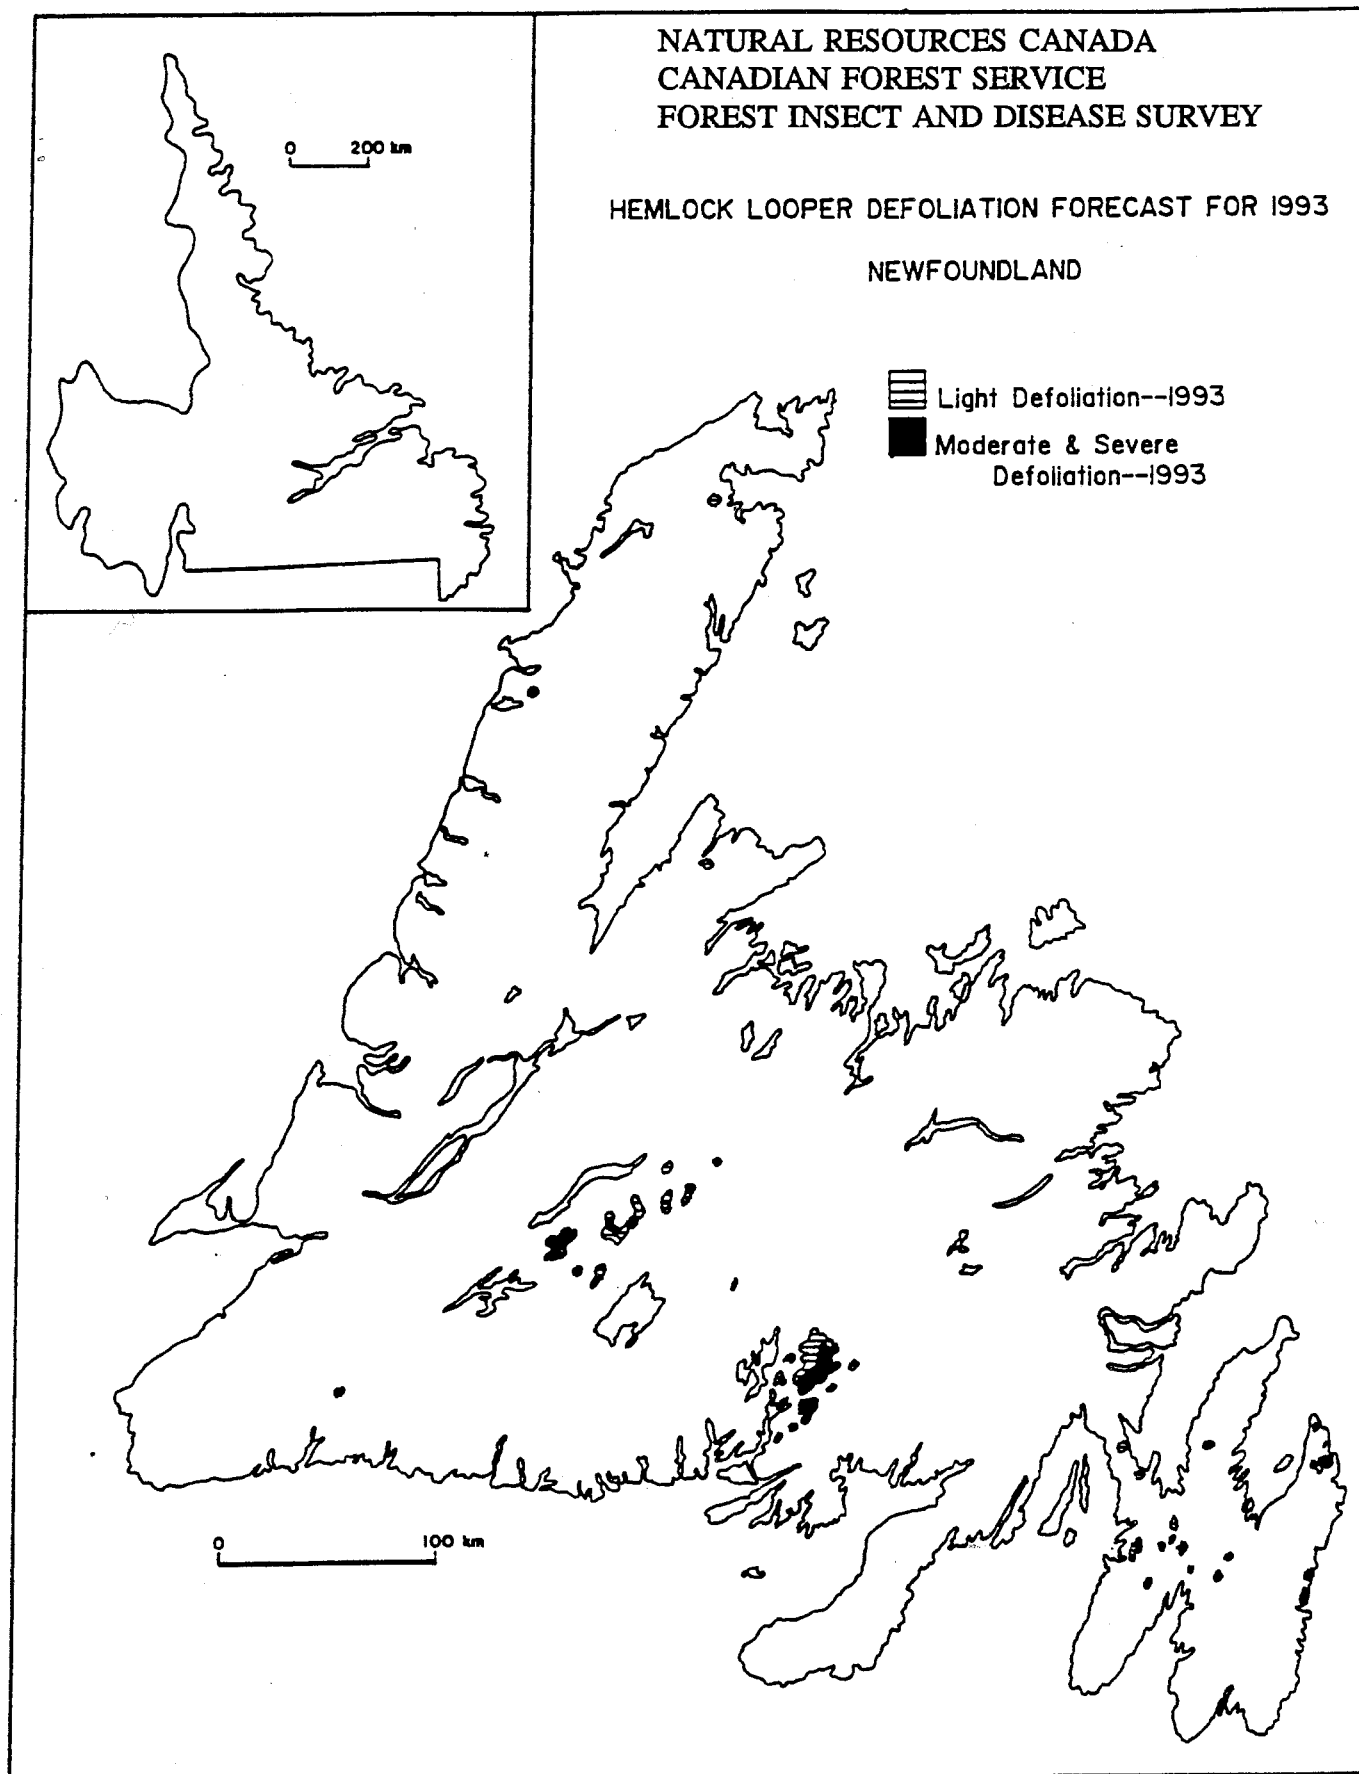 NATURAL RESOURCES CANADA
CANADIAN FOREST SERVICE
FOREST INSECT AND DISEASE SURVEY
0 200 km
HEMLOCK LOOPER DEFOLIATION FORECAST FOR 1993
NEWFOUNDLAND
Light Defoliation--1993
Moderate & Severe
Defoliation--1993
0 100 km